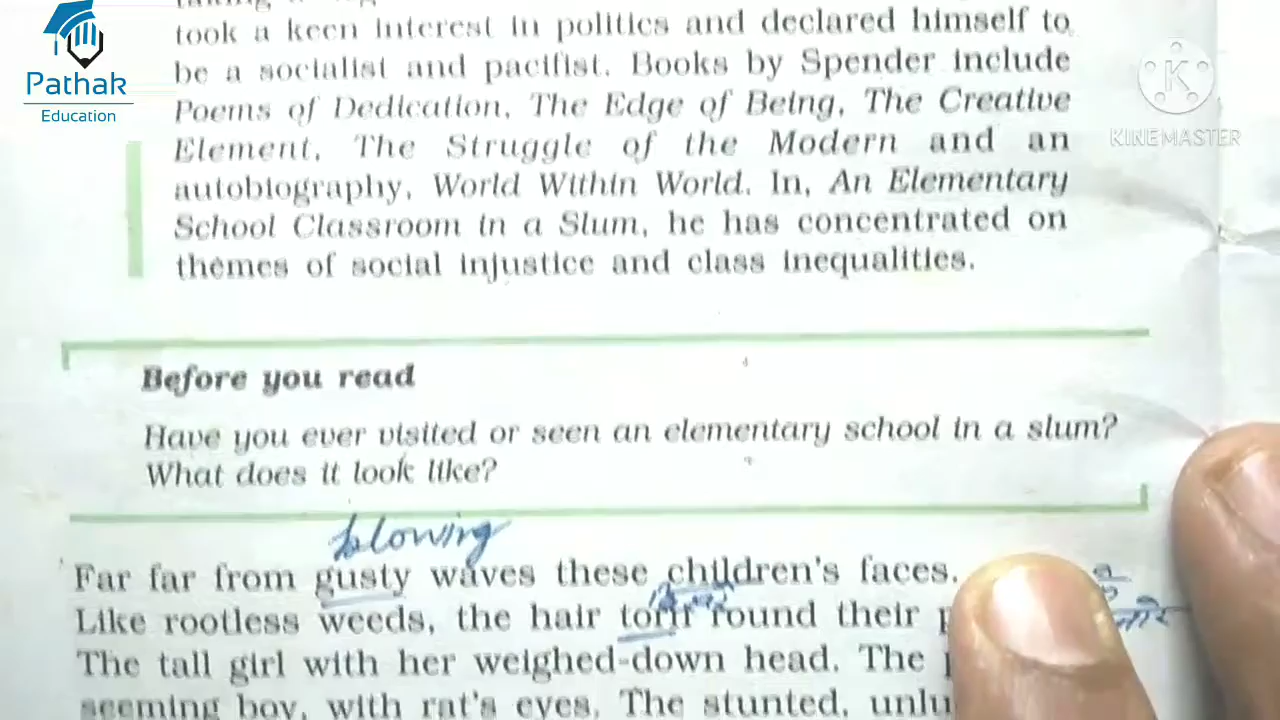 Pathak
Education
KINEMASTER
took a keen interest in politics and declared himself to
be a socialist and pacifist. Books by Spender include
Poems of Dedication, The Edge of Being, The Creative
Element, The Struggle of the Modern and an
autobiography, World Within World. In, An Elementary
School Classroom in a Slum, he has concentrated on
themes of social injustice and class inequalities.
Before you read
Have you ever visited or seen an elementary school in a slum?
What does it look like?
blowing
Far far from gusty waves these children's faces.
Like rootless weeds, the hair torn round their
The tall girl with her weighed-down head. The
seeming boy, with rat's eyes. The stunted,